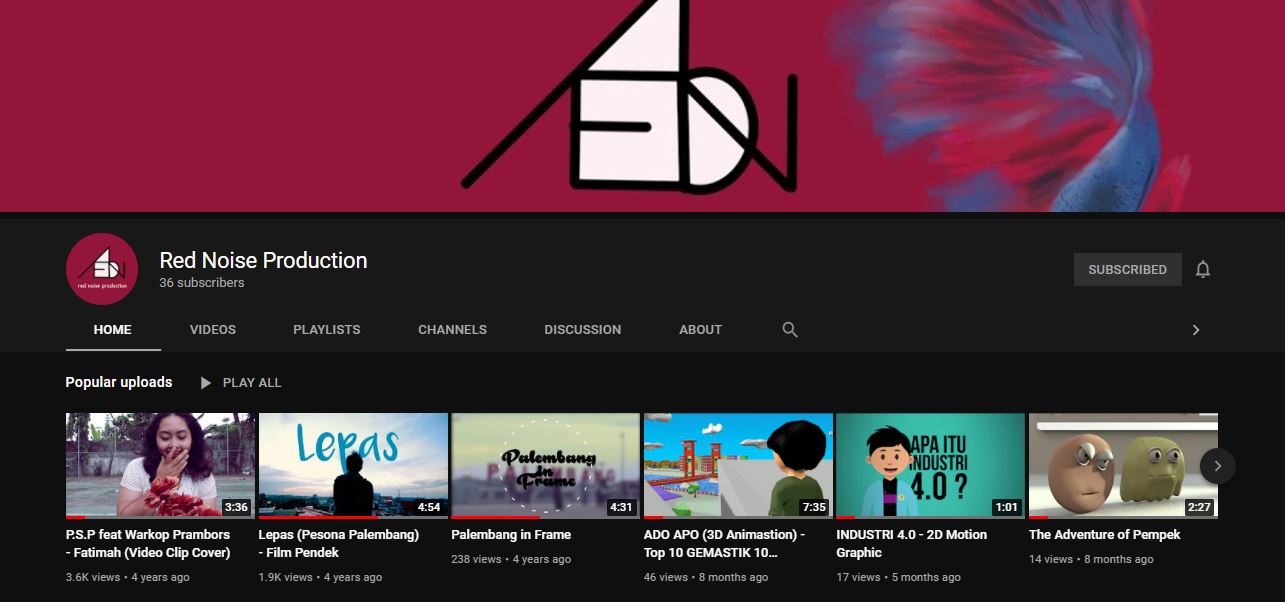 red noise production
Red Noise Production
36 subscribers
SUBSCRIBED
HOME
VIDEOS
PLAYLISTS
CHANNELS
DISCUSSION
ABOUT
Popular uploads
PLAY ALL
3:36
Lepas
4:54
Palembang
in
Frame
4:31
7:35
APA ITU
INDUSTRI
4.0 ?
1:01
2:27
P.S.P feat Warkop Prambors
- Fatimah (Video Clip Cover)
3.6K views • 4 years ago
Lepas (Pesona Palembang)
- Film Pendek
1.9K views • 4 years ago
Palembang in Frame
238 views • 4 years ago
ADO APO (3D Animastion) -
Top 10 GEMASTIK 10...
46 views • 8 months ago
INDUSTRI 4.0 - 2D Motion
Graphic
17 views • 5 months ago
The Adventure of Pempek
14 views • 8 months ago